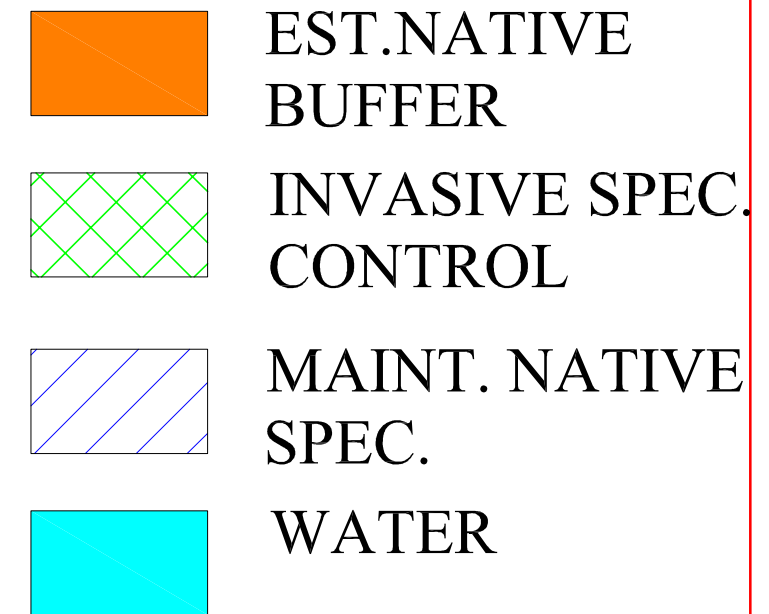 EST.NATIVE
BUFFER
INVASIVE SPEC.
CONTROL
MAINT. NATIVE
SPEC.
WATER